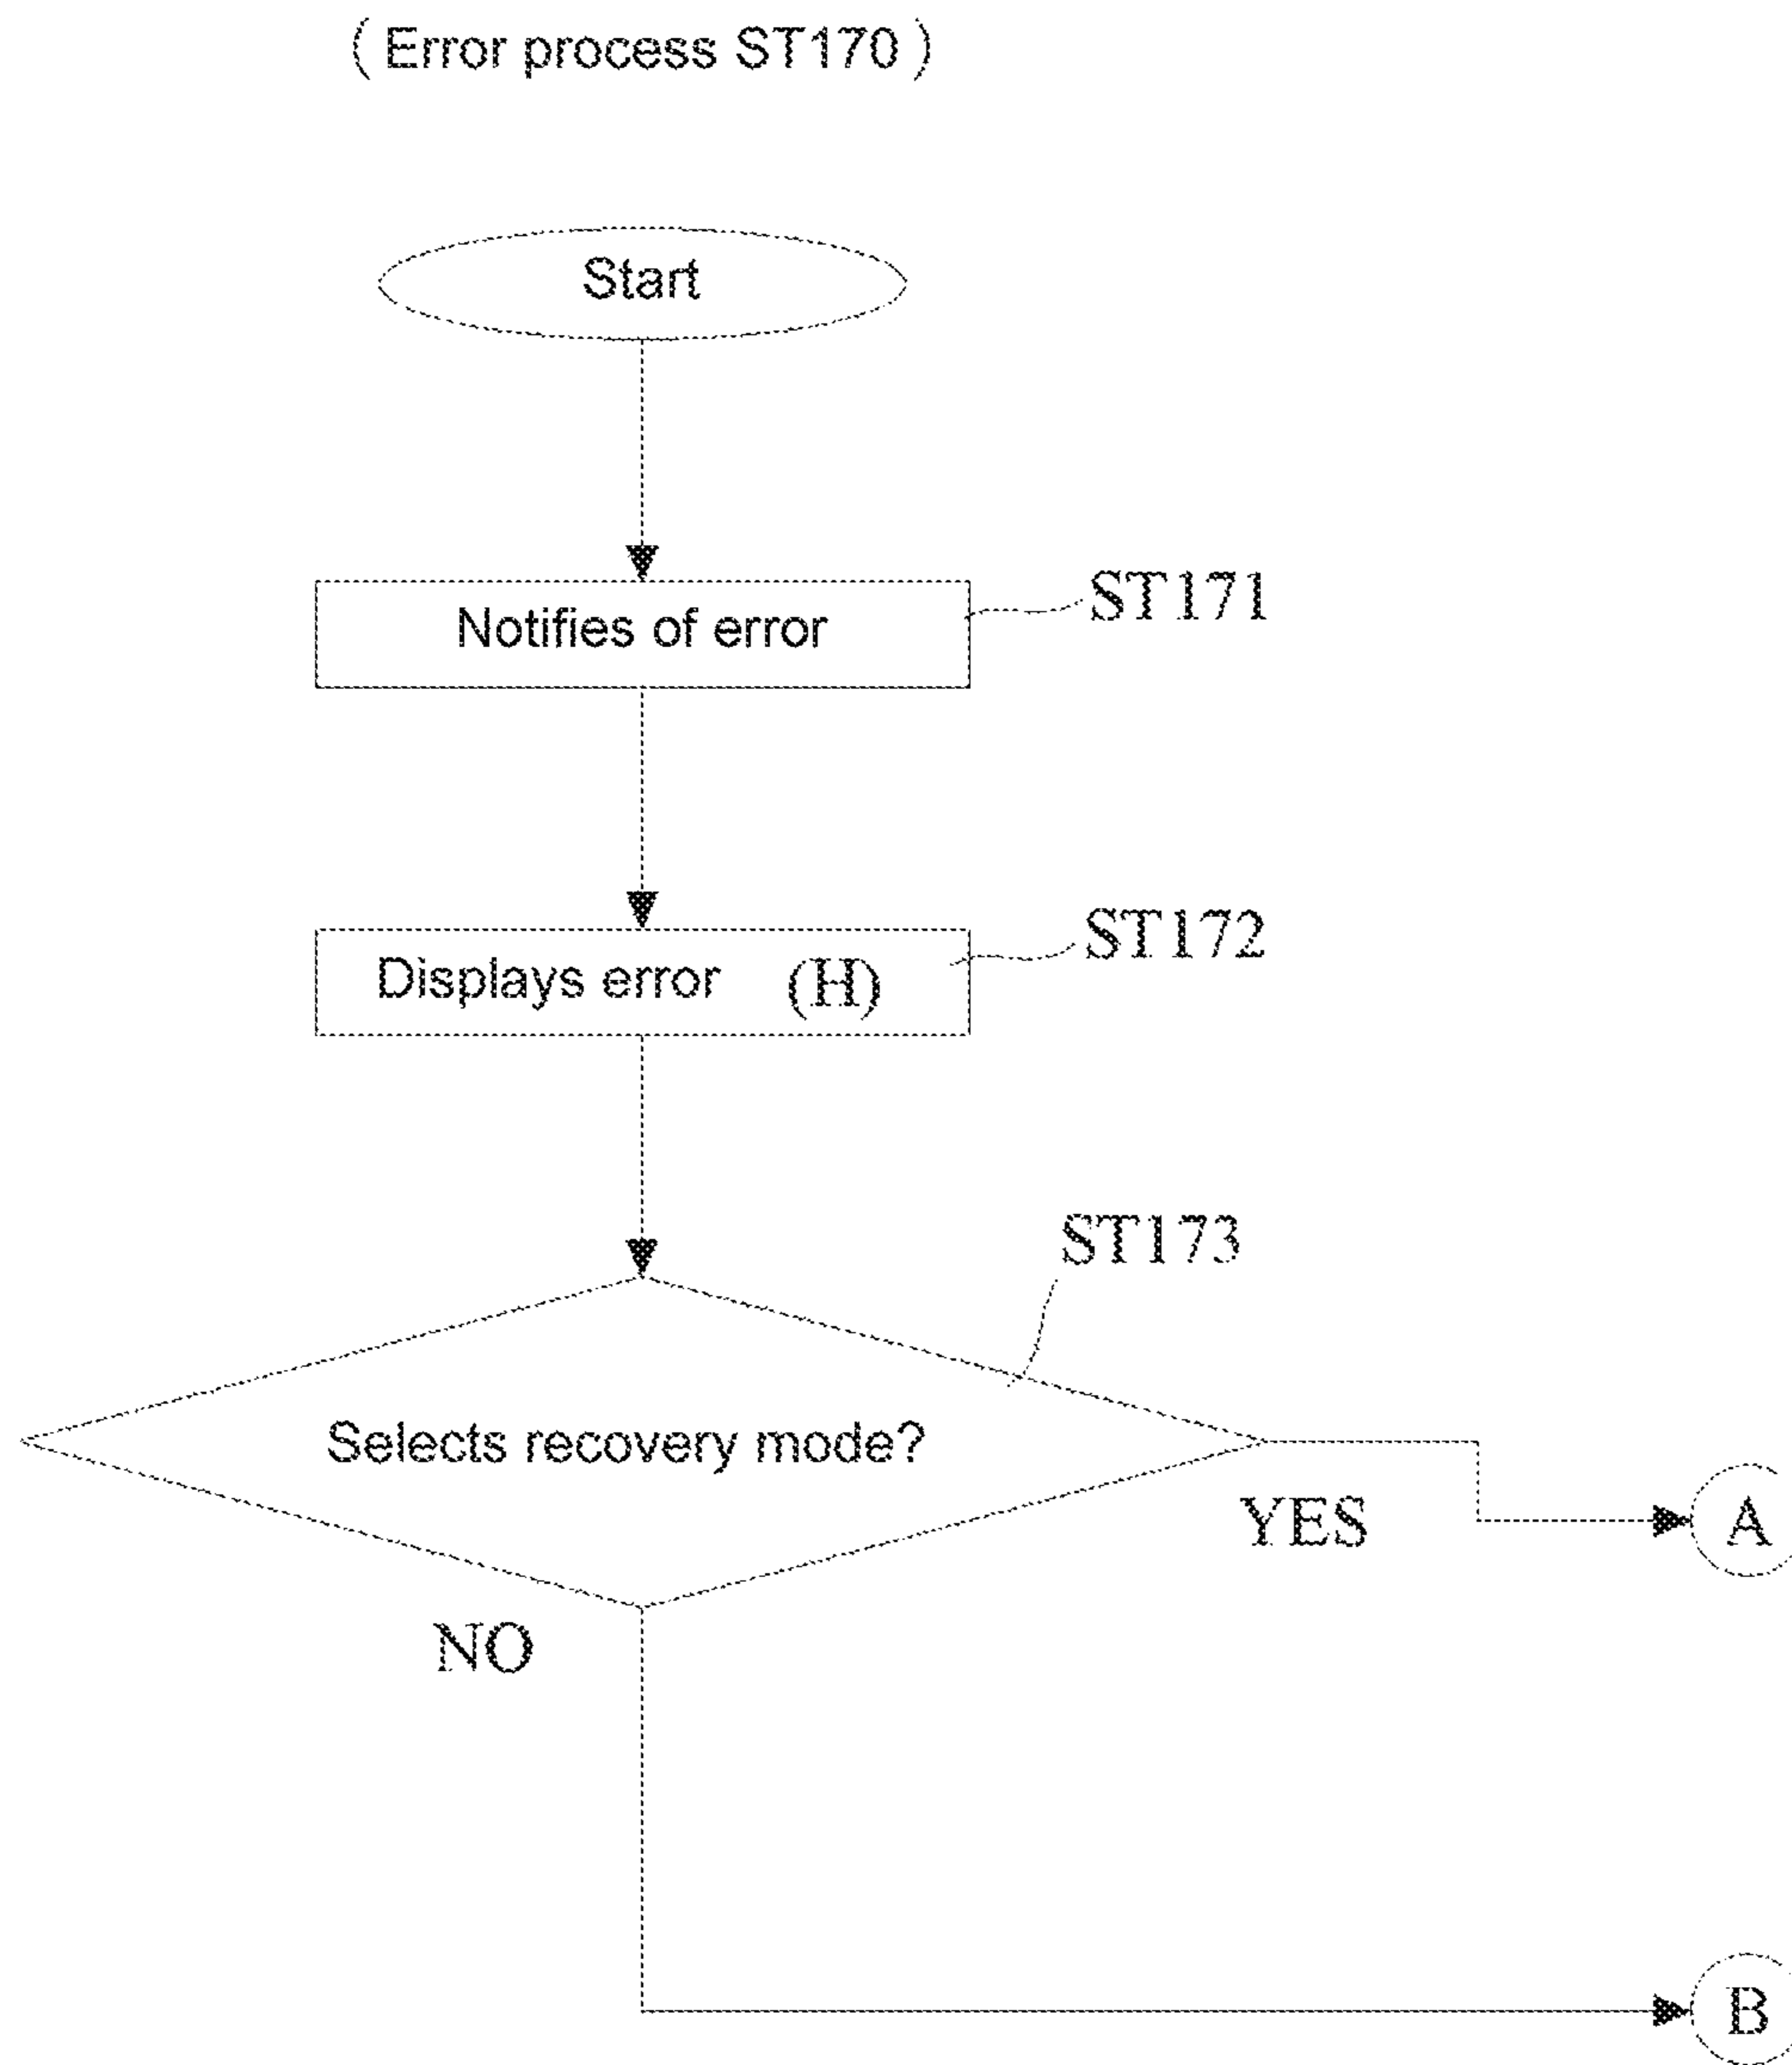 ( Error process ST170 )
Start
Notifies of error
ST171
Displays error (H)
ST172
ST173
Selects recovery mode?
YES
A
NO
B